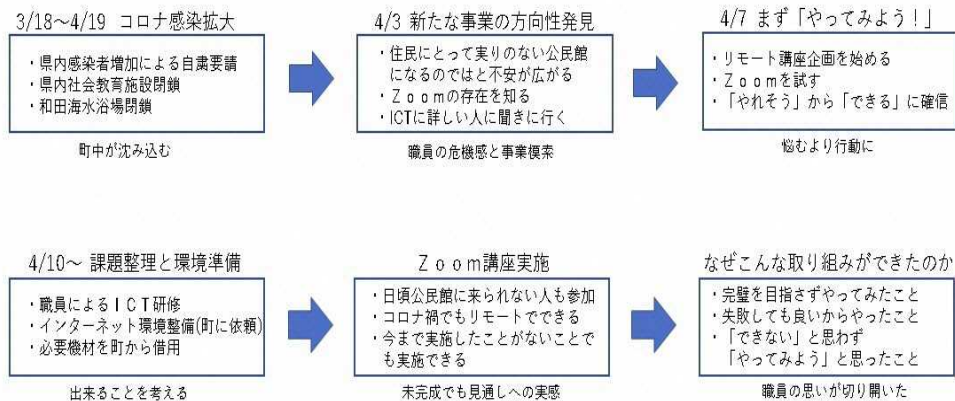 3/18～4/19 コロナ感染拡大
・県内感染者増加による自粛要請
・県内社会教育施設閉鎖
・和田海水浴場閉鎖
町中が沈み込む
4/3 新たな事業の方向性発見
・住民にとって実りのない公民館
になるのではと不安が広がる
・Ｚｏｏｍの存在を知る
・ICTに詳しい人に聞きに行く
職員の危機感と事業模索
4/7 まず「やってみよう！」
・リモート講座企画を始める
・Ｚｏｏｍを試す
・「やれそう」から「できる」に確信
悩むより行動に
4/10～ 課題整理と環境準備
・職員によるＩＣＴ研修
・インターネット環境整備(町に依頼)
・必要機材を町から借用
出来ることを考える
Ｚｏｏｍ講座実施
・日頃公民館に来られない人も参加
・コロナ禍でもリモートでできる
・今まで実施したことがないことで
も実施できる
未完成でも見通しへの実感
なぜこんな取り組みができたのか
・完璧を目指さずやってみたこと
・失敗しても良いからやったこと
・「できない」と思わず
「やってみよう」と思ったこと
職員の思いが切り開いた